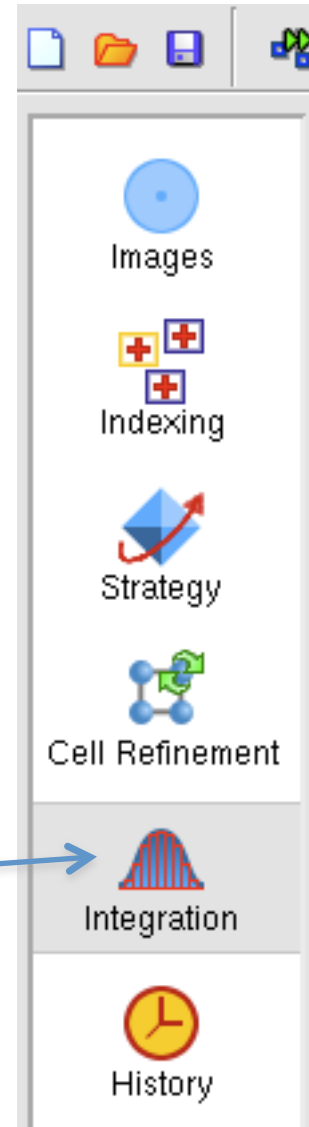 Images
Indexing
Strategy
Cell Refinement
Integration
History